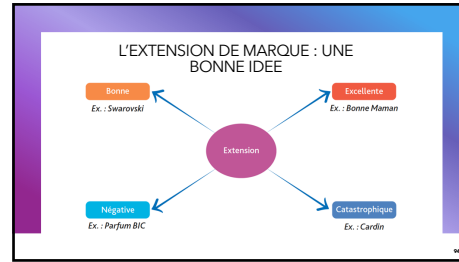 L'EXTENSION DE MARQUE : UNE
BONNE IDEE
Bonne
Ex. : Swarovski
Excellente
Ex. : Bonne Maman
Extension
Négative
Ex. : Parfum BIC
Catastrophique
Ex. : Cardin